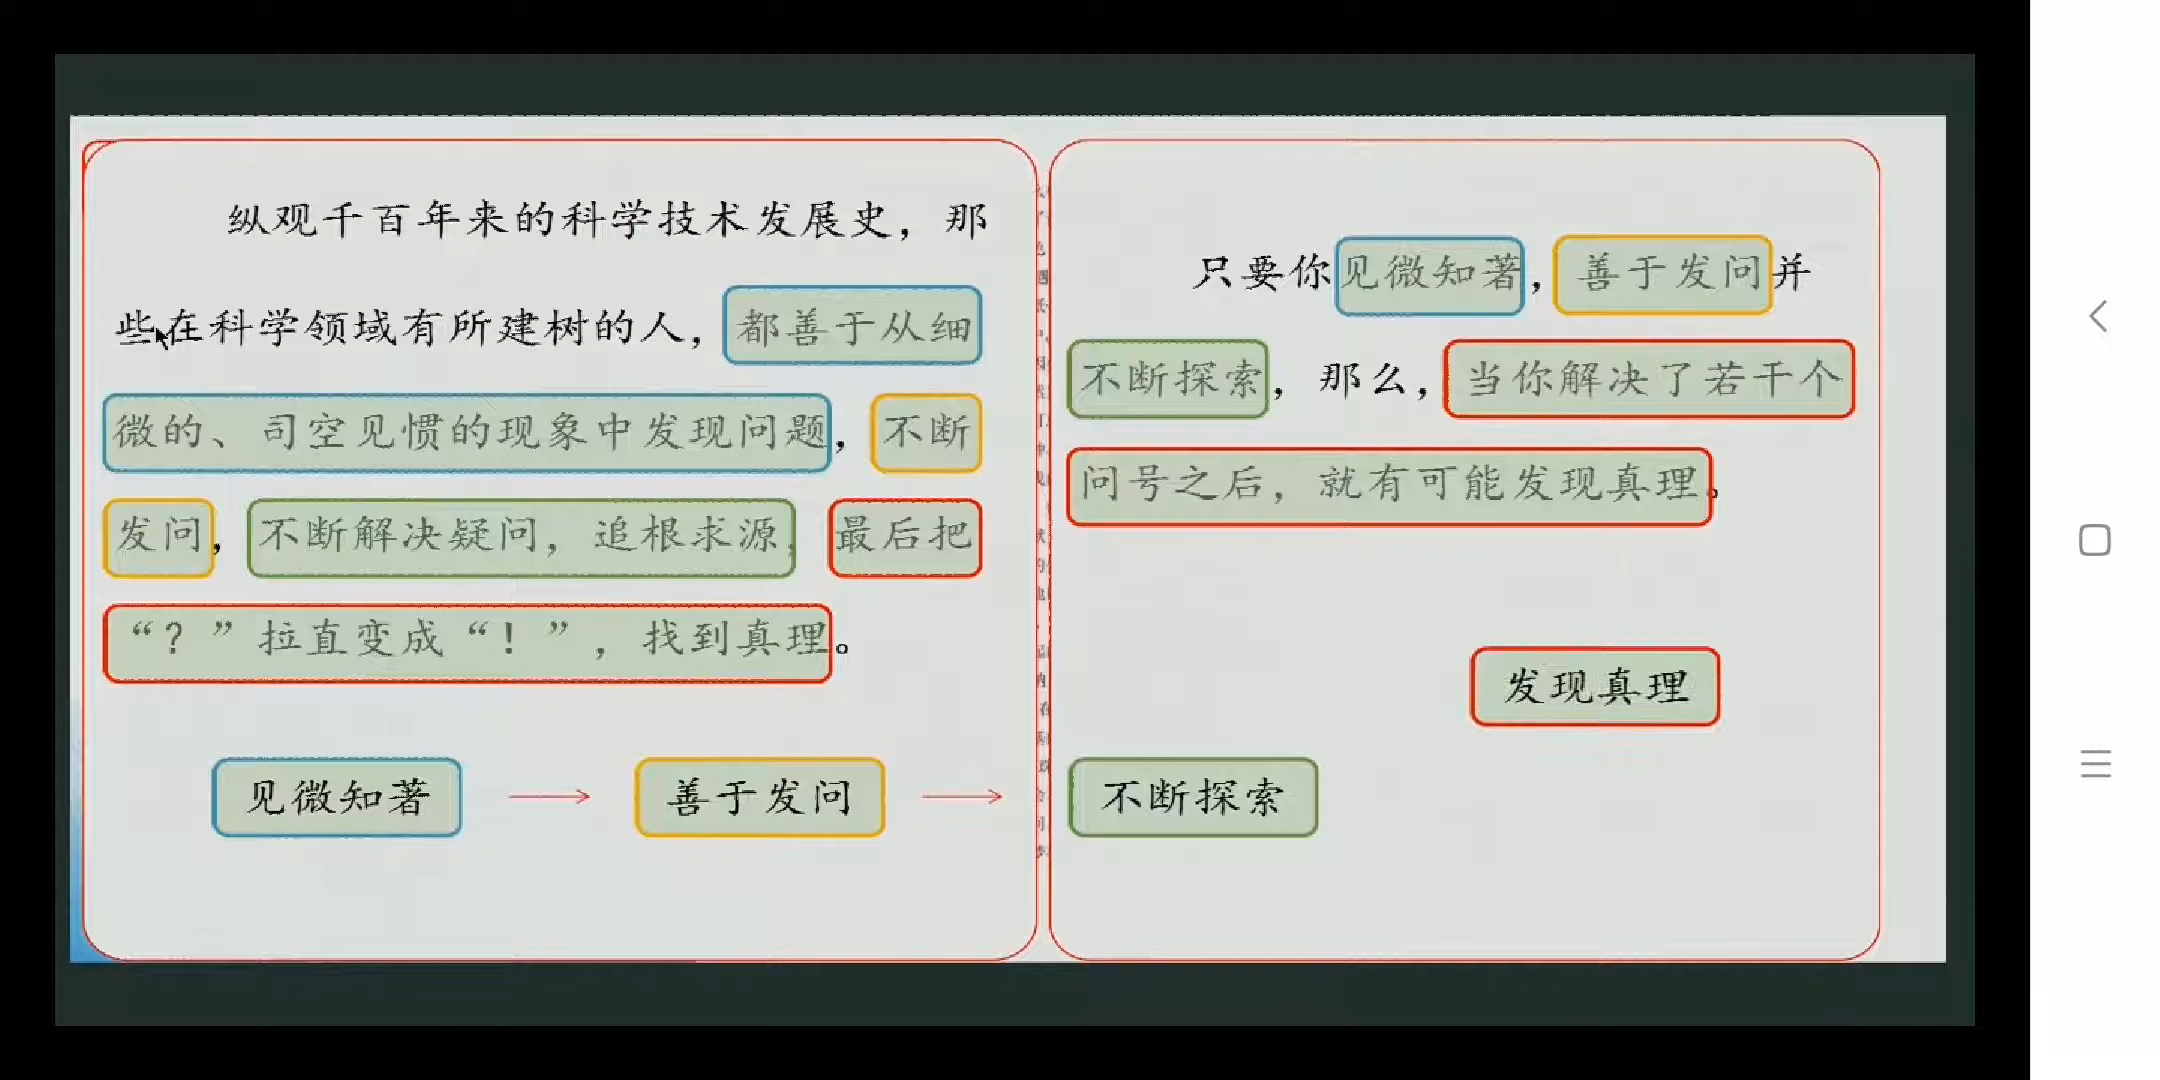 纵观千百年来的科学技术发展史，那
些在科学领域有所建树的人，都善于从细
微的、司空见惯的现象中发现问题，不断
发问，不断解决疑问，追根求源，最后把
“？”拉直变成“！”，找到真理。
见微知著 → 善于发问 →
只要你见微知著，善于发问并
不断探索，那么，当你解决了若干个
问号之后，就有可能发现真理。
发现真理
不断探索